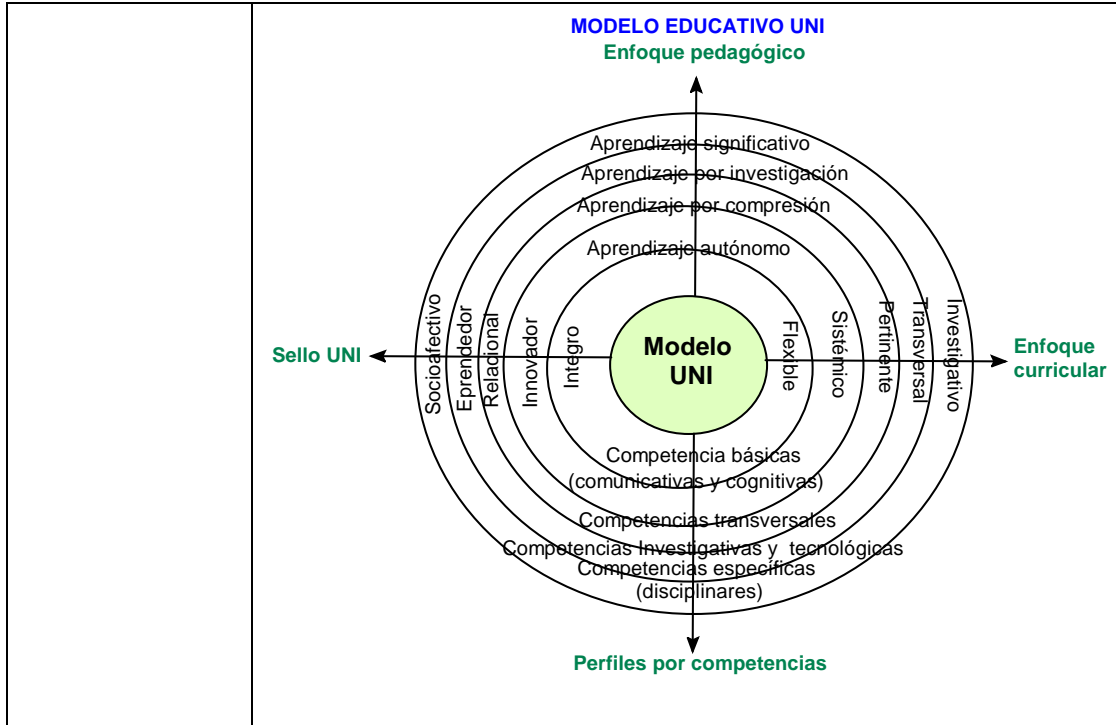 MODELO EDUCATIVO UNI
Enfoque pedagógico
Aprendizaje significativo
Aprendizaje por investigación
Aprendizaje por compresión
Aprendizaje autónomo
Sello UNI
Socioafectivo
Eprendedor
Relacional
Innovador
Integro
Modelo
UNI
Flexible
Sistémico
Pertinente
Transversal
Investigativo
Enfoque
curricular
Competencia básicas
(comunicativas y cognitivas)
Competencias transversales
Competencias Investigativas y tecnológicas
Competencias específicas
(disciplinares)
Perfiles por competencias